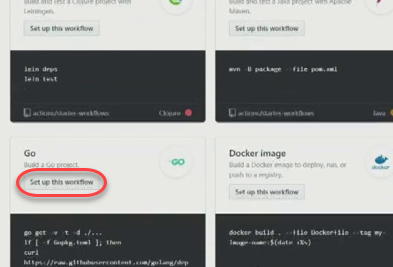 Build and test a Clojure project with
Leiningen.
Set up this workflow
lein deps
lein test
actions/starter-workflows
Clojure
Build and test a Java project with Apache
Maven.
Set up this workflow
mvn -B package --file pom.xml
actions/starter-workflows
Java
Go
Build a Go project.
GO
Set up this workflow
go get -v -t -d ./...
if [ -f Gopkg.toml ]; then
curl
https://raw.githubusercontent.com/golang/dep
Docker image
Build a Docker image to deploy, run, or
push to a registry.
docker
Set up this workflow
docker build . --file Dockerfile --tag my-
image-name:$(date +%s)